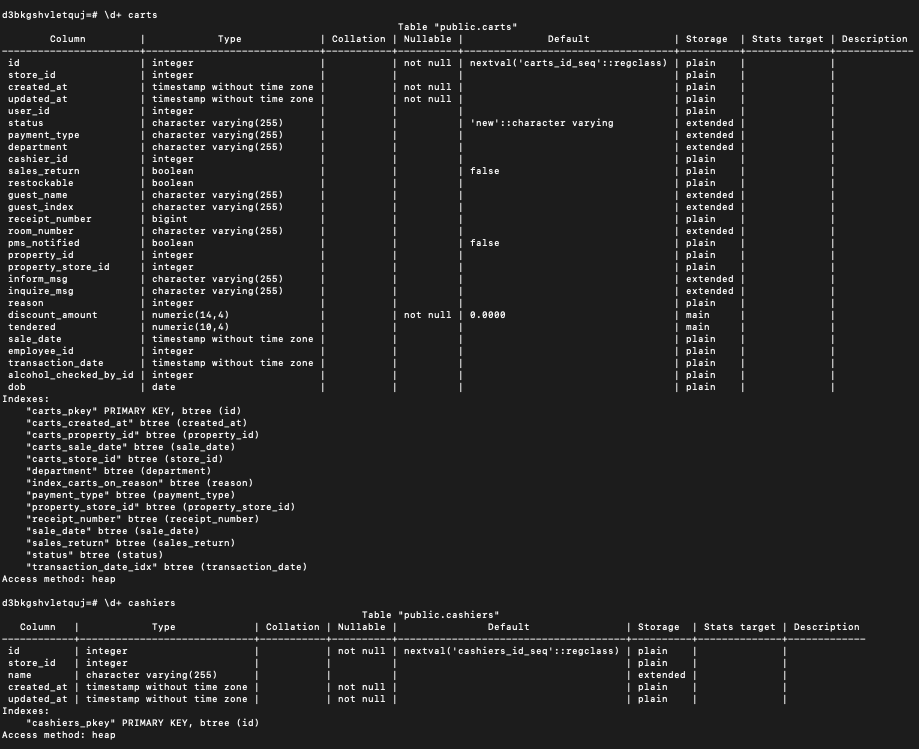 d3bkgshvletquj=# \d+ carts
Table "public.carts"
Column | Type | Collation | Nullable | Default | Storage | Stats target | Description
id | integer | | not null | nextval('carts_id_seq'::regclass) | plain | |
store_id | integer | | | | plain | |
created_at | timestamp without time zone | | not null | | plain | |
updated_at | timestamp without time zone | | not null | | plain | |
user_id | integer | | | | plain | |
status | character varying(255) | | | 'new'::character varying | extended | |
payment_type | character varying(255) | | | | extended | |
department | character varying(255) | | | | extended | |
cashier_id | integer | | | | plain | |
sales_return | boolean | | | false | plain | |
restockable | boolean | | | | plain | |
guest_name | character varying(255) | | | | extended | |
guest_index | character varying(255) | | | | extended | |
receipt_number | bigint | | | | plain | |
room_number | character varying(255) | | | | extended | |
pms_notified | boolean | | | false | plain | |
property_id | integer | | | | plain | |
property_store_id | integer | | | | plain | |
inform_msg | character varying(255) | | | | extended | |
inquire_msg | character varying(255) | | | | extended | |
reason | integer | | | | plain | |
discount_amount | numeric(14,4) | | not null | 0.0000 | main | |
tendered | numeric(10,4) | | | | main | |
sale_date | timestamp without time zone | | | | plain | |
employee_id | integer | | | | plain | |
transaction_date | timestamp without time zone | | | | plain | |
alcohol_checked_by_id | integer | | | | plain | |
dob | date | | | | plain | |
Indexes:
"carts_pkey" PRIMARY KEY, btree (id)
"carts_created_at" btree (created_at)
"carts_property_id" btree (property_id)
"carts_sale_date" btree (sale_date)
"carts_store_id" btree (store_id)
"department" btree (department)
"index_carts_on_reason" btree (reason)
"payment_type" btree (payment_type)
"property_store_id" btree (property_store_id)
"receipt_number" btree (receipt_number)
"sale_date" btree (sale_date)
"sales_return" btree (sales_return)
"status" btree (status)
"transaction_date_idx" btree (transaction_date)
Access method: heap
d3bkgshvletquj=# \d+ cashiers
Table "public.cashiers"
Column | Type | Collation | Nullable | Default | Storage | Stats target | Description
id | integer | | not null | nextval('cashiers_id_seq'::regclass) | plain | |
store_id | integer | | | | plain | |
name | character varying(255) | | | | extended | |
created_at | timestamp without time zone | | not null | | plain | |
updated_at | timestamp without time zone | | not null | | plain | |
Indexes:
"cashiers_pkey" PRIMARY KEY, btree (id)
Access method: heap